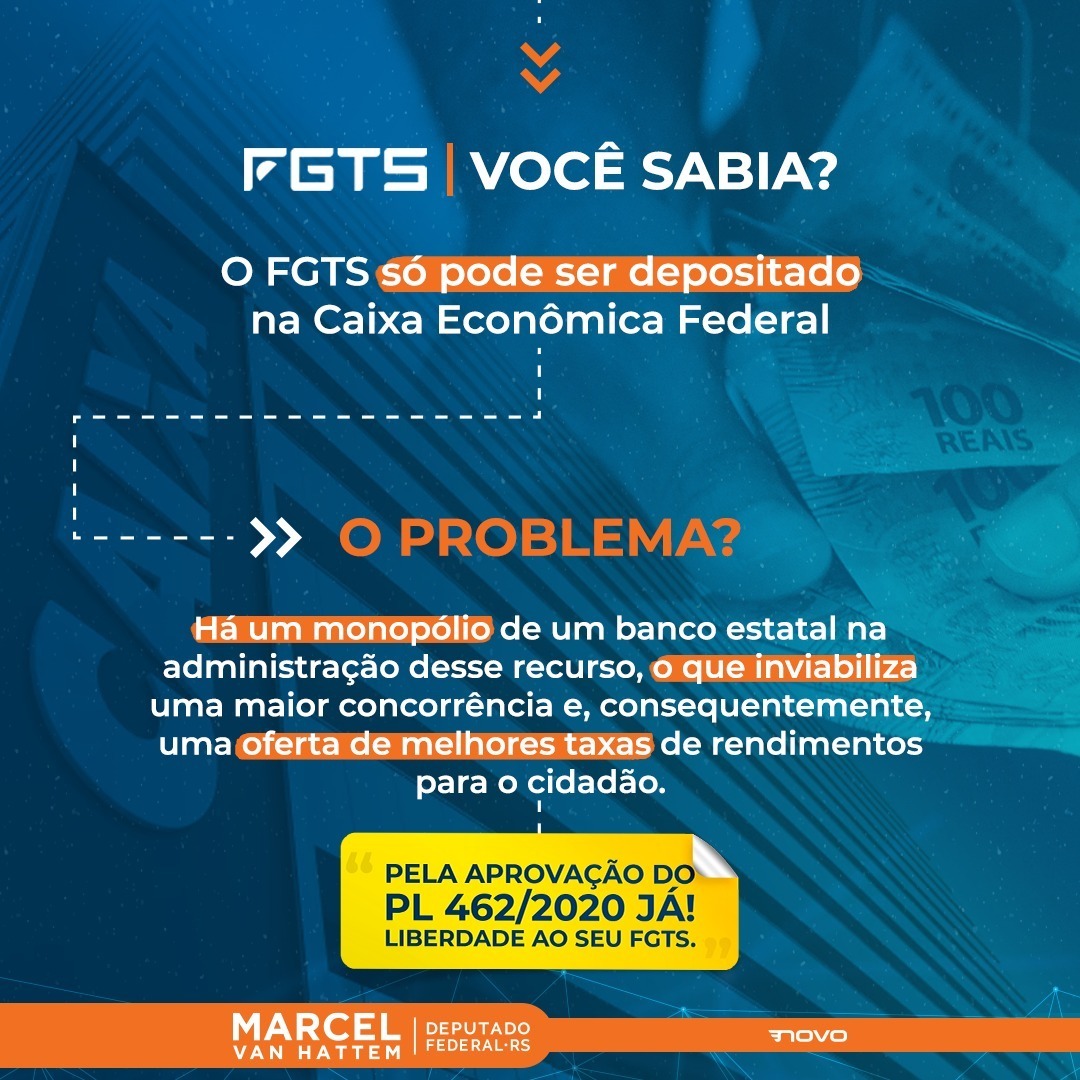 FGTS | VOCÊ SABIA?
O FGTS só pode ser depositado
na Caixa Econômica Federal
CAIXA
100
REAIS
10
O PROBLEMA?
Há um monopólio de um banco estatal na
administração desse recurso, o que inviabiliza
uma maior concorrência e, consequentemente,
uma oferta de melhores taxas de rendimentos
para o cidadão.
“PELA APROVAÇÃO DO
PL 462/2020 JÁ!
LIBERDADE AO SEU FGTS.”
MARCEL
VAN HATTEM
DEPUTADO
FEDERAL·RS
NOVO